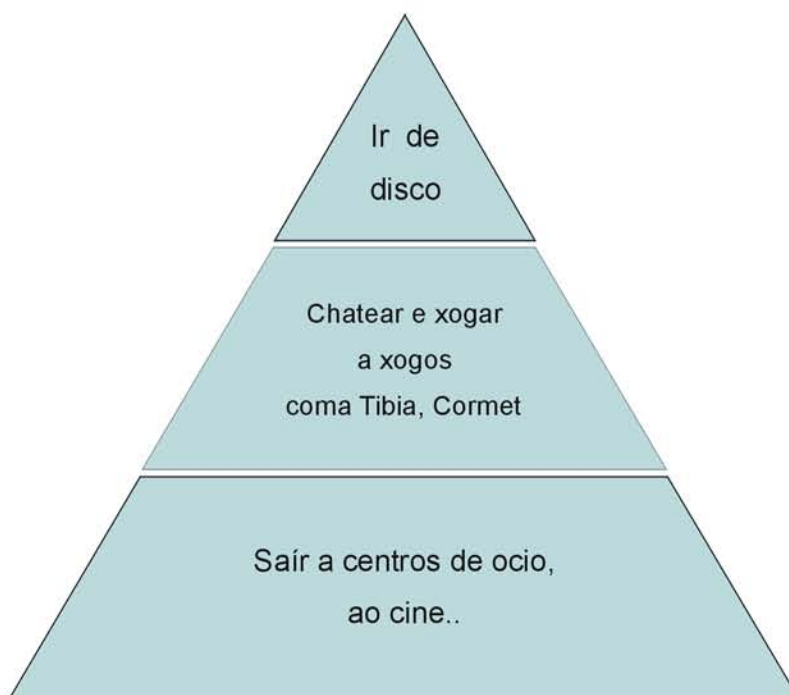 Ir de
disco
Chatear e xogar
a xogos
coma Tibia, Cormet
Saír a centros de ocio,
ao cine..